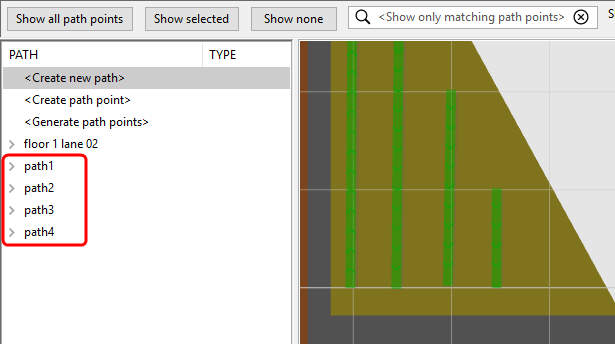 Show all path points Show selected Show none <Show only matching path points> S
PATH TYPE
<Create new path>
<Create path point>
<Generate path points>
floor 1 lane 02
path1
path2
path3
path4